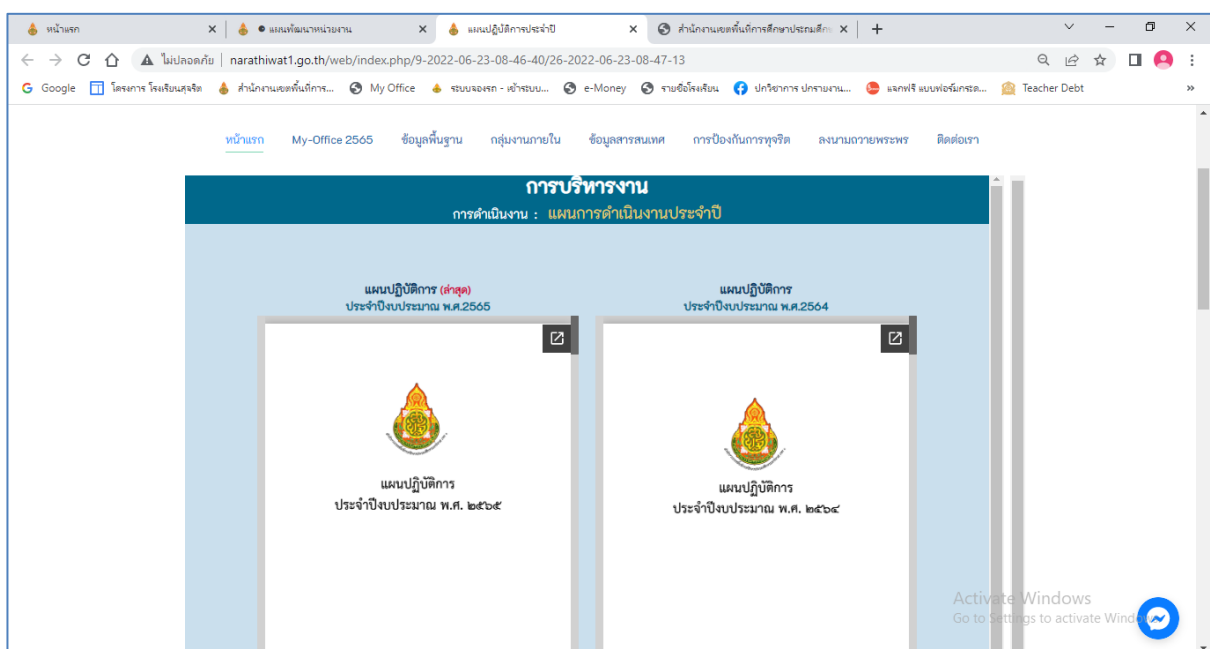 หน้าแรก
แผนพัฒนาหน่วยงาน
แผนปฏิบัติการประจำปี
สำนักงานเขตพื้นที่การศึกษาประถมศึก
ไม่ปลอดภัย | narathiwat1.go.th/web/index.php/9-2022-06-23-08-46-40/26-2022-06-23-08-47-13
Google โครงการ โรงเรียนสุจริต สำนักงานเขตพื้นที่การ... My Office ระบบจองรถ - เข้าระบบ... e-Money รายชื่อโรงเรียน ปกวิชาการ ปกรายงาน... แจกฟรี แบบฟอร์มกระด... Teacher Debt »
หน้าแรก My-Office 2565 ข้อมูลพื้นฐาน กลุ่มงานภายใน ข้อมูลสารสนเทศ การป้องกันการทุจริต ลงนามถวายพระพร ติดต่อเรา
การบริหารงาน
การดำเนินงาน : แผนการดำเนินงานประจำปี
แผนปฏิบัติการ (ล่าสุด)
ประจำปีงบประมาณ พ.ศ.2565
แผนปฏิบัติการ
ประจำปีงบประมาณ พ.ศ. ๒๕๖๕
แผนปฏิบัติการ
ประจำปีงบประมาณ พ.ศ.2564
แผนปฏิบัติการ
ประจำปีงบประมาณ พ.ศ. ๒๕๖๔
Activate Windows
Go to Settings to activate Wind